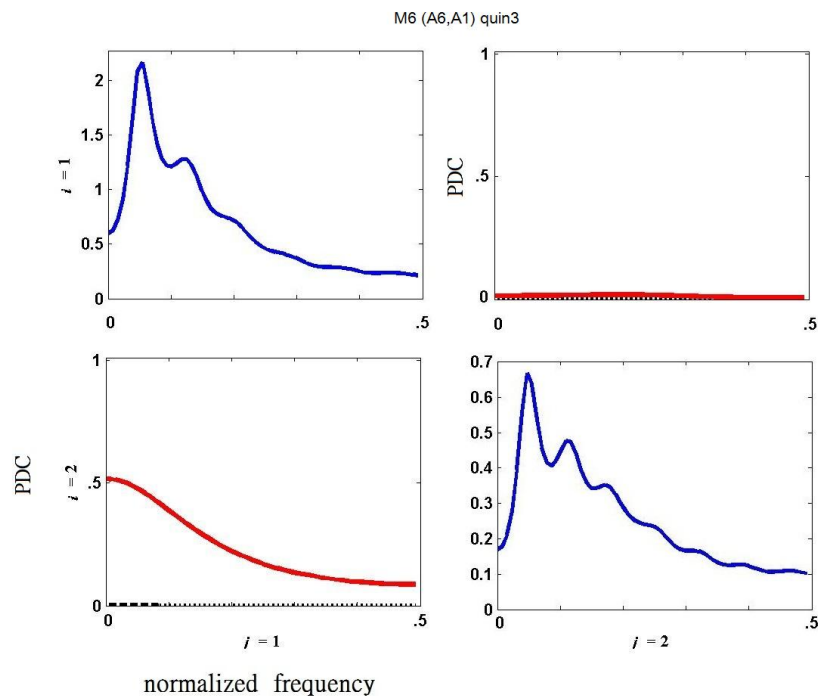 M6 (A6,A1) quin3
2
1.5
1
0.5
0
0 .5
i = 1
1
.5
0
0 .5
PDC
1
.5
0
0 .5
PDC
i = 2
j = 1
0.7
0.6
0.5
0.4
0.3
0.2
0.1
0
0 .5
j = 2
normalized frequency